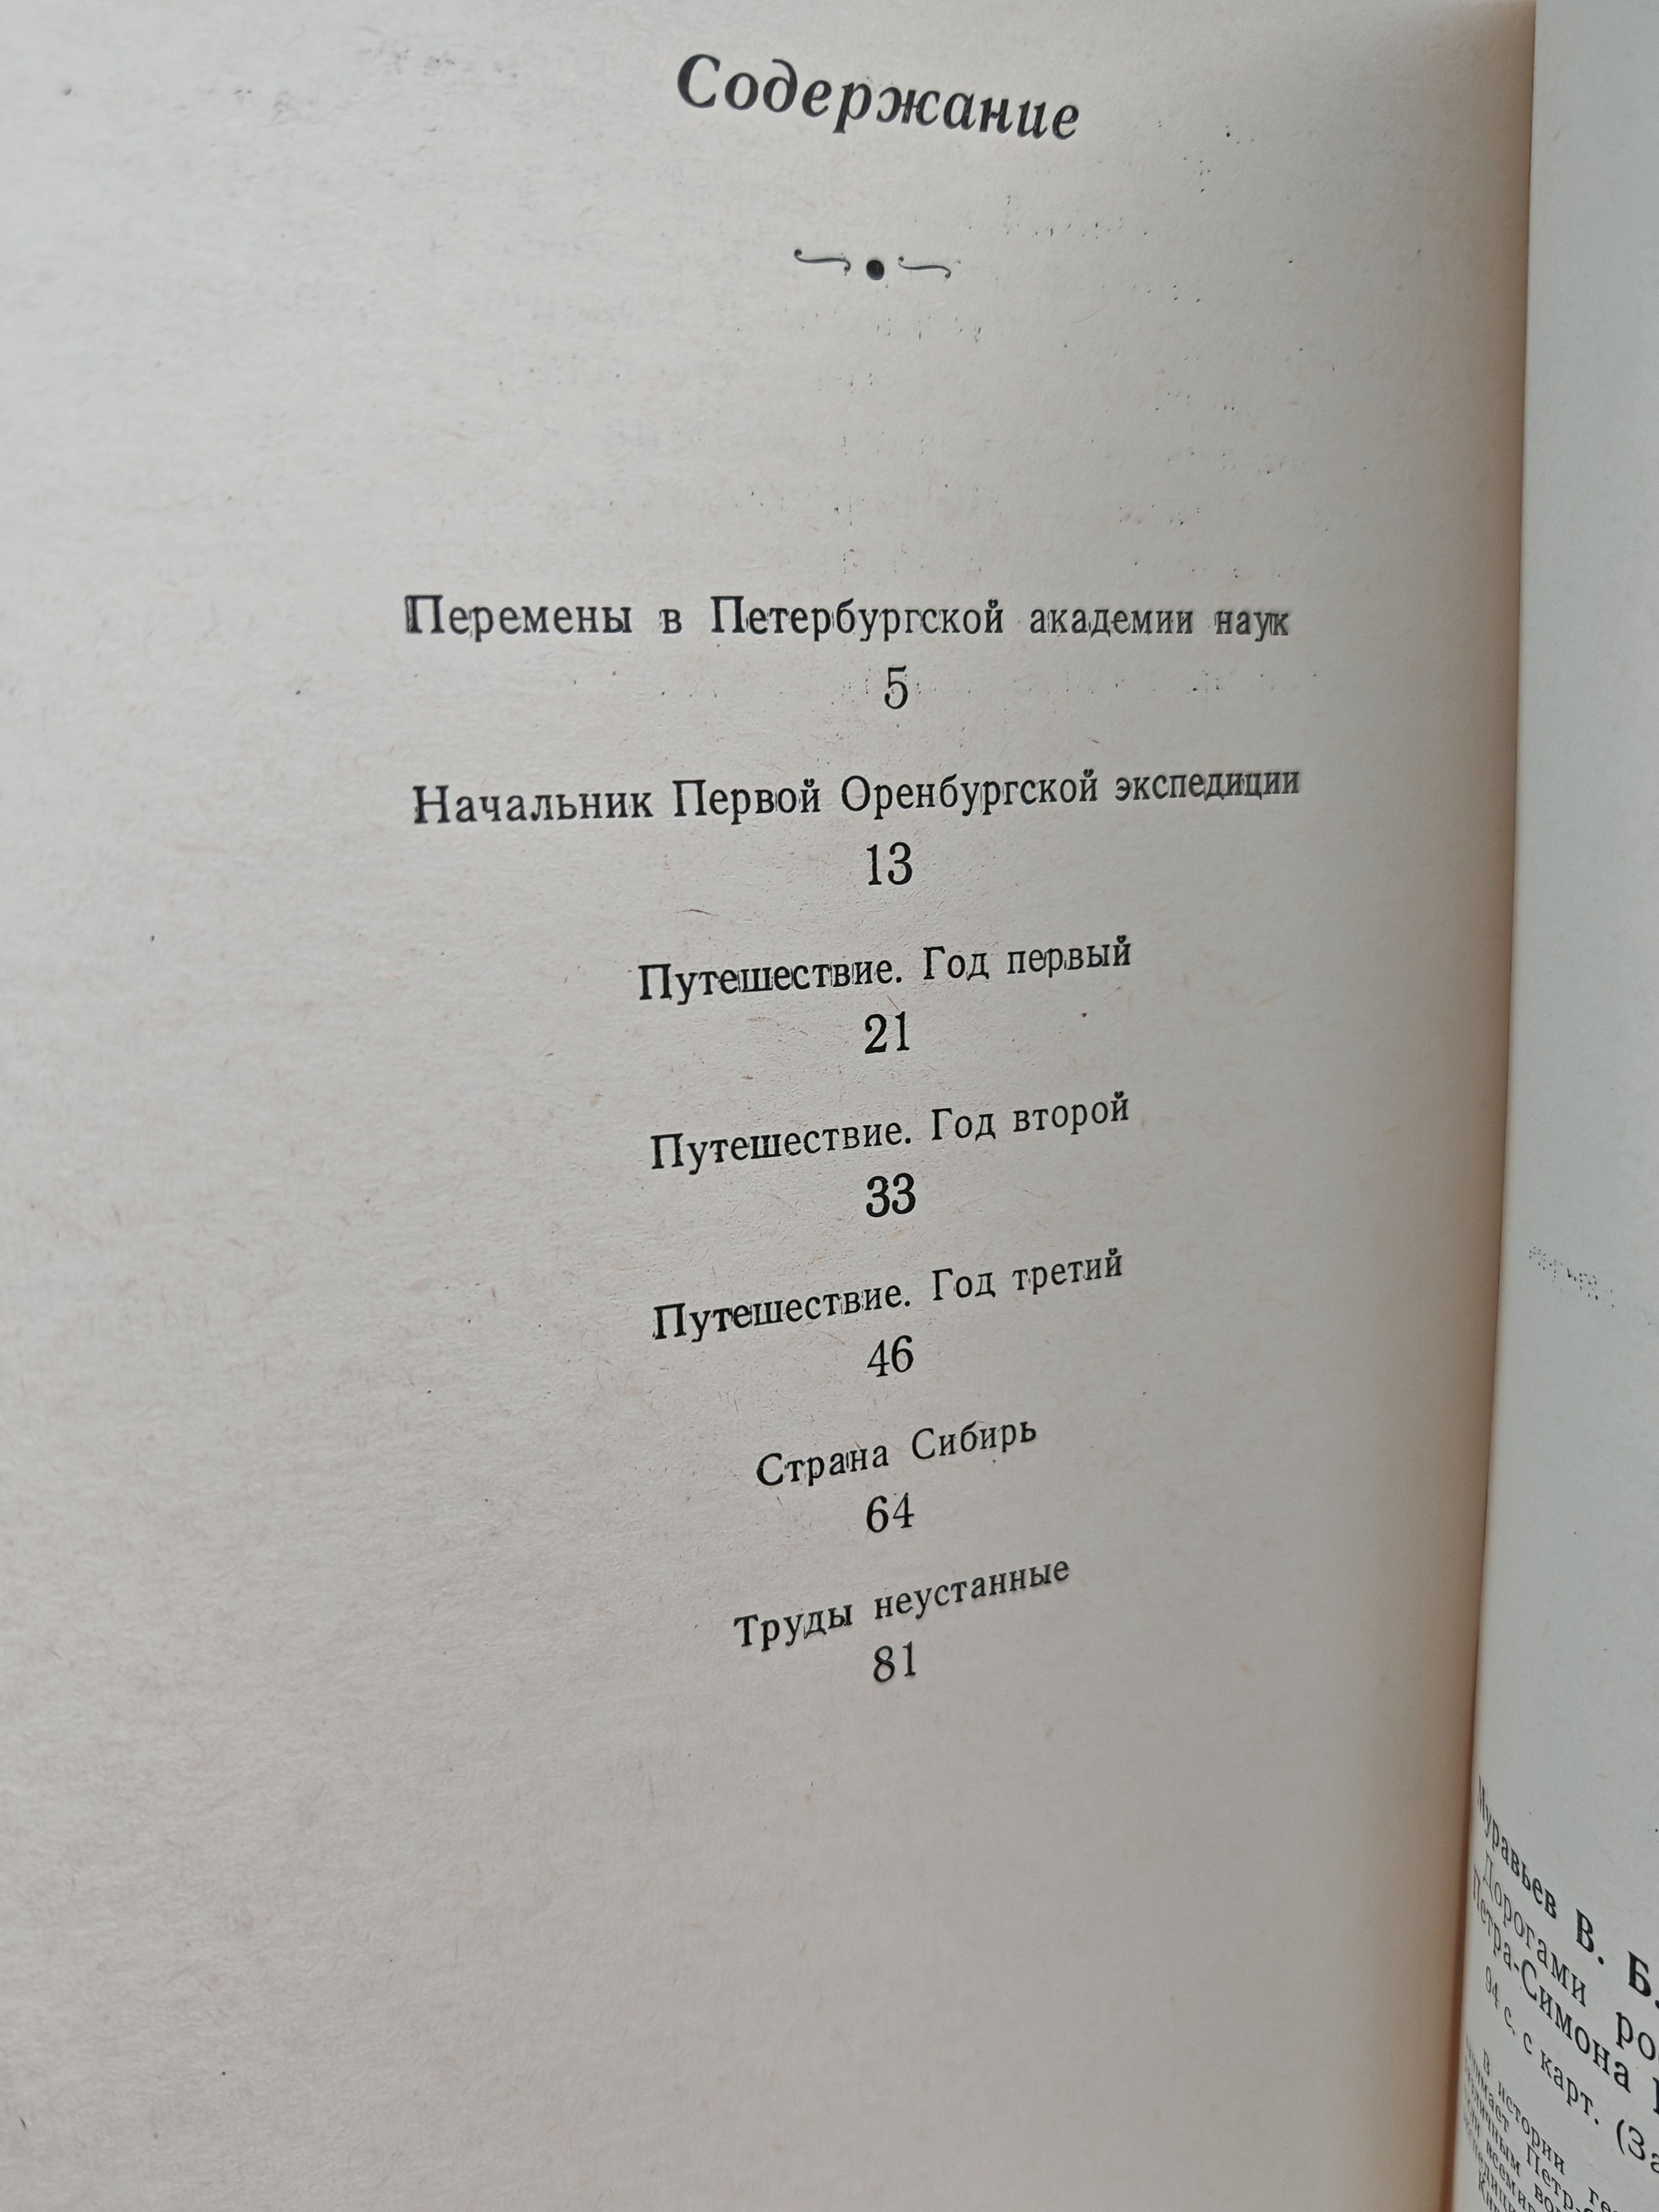 Содержание
Перемены в Петербургской академии наук
5
Начальник Первой Оренбургской экспедиции
13
Путешествие. Год первый
21
Путешествие. Год второй
33
Путешествие. Год третий
46
Страна Сибирь
64
Труды неустанные
81
Муравьев В. Б.
Дорогами
Петра-Симона
94 с. с карт.
В истории